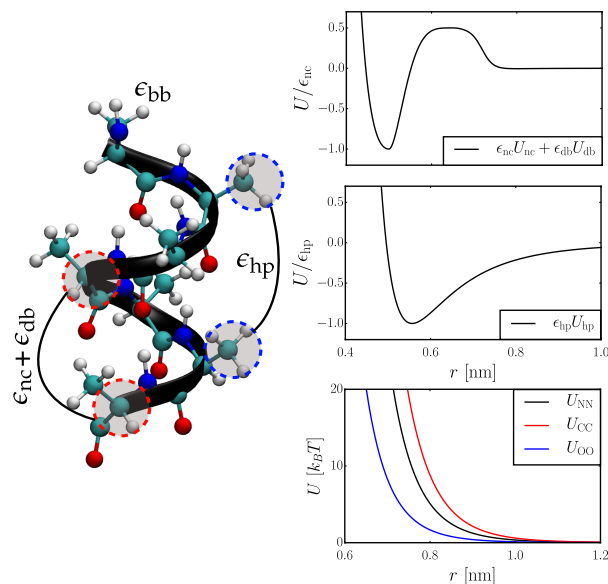 ϵbb
ϵhp
ϵnc+ϵdb
U/ϵnc
0.5
0.0
−0.5
−1.0
ϵncUnc + ϵdbUdb
U/ϵhp
0.0
−0.5
−1.0
ϵhpUhp
0.4 0.6 0.8 1.0
r [nm]
U [kBT]
20
10
0
UNN
UCC
UOO
0.6 0.8 1.0 1.2
r [nm]